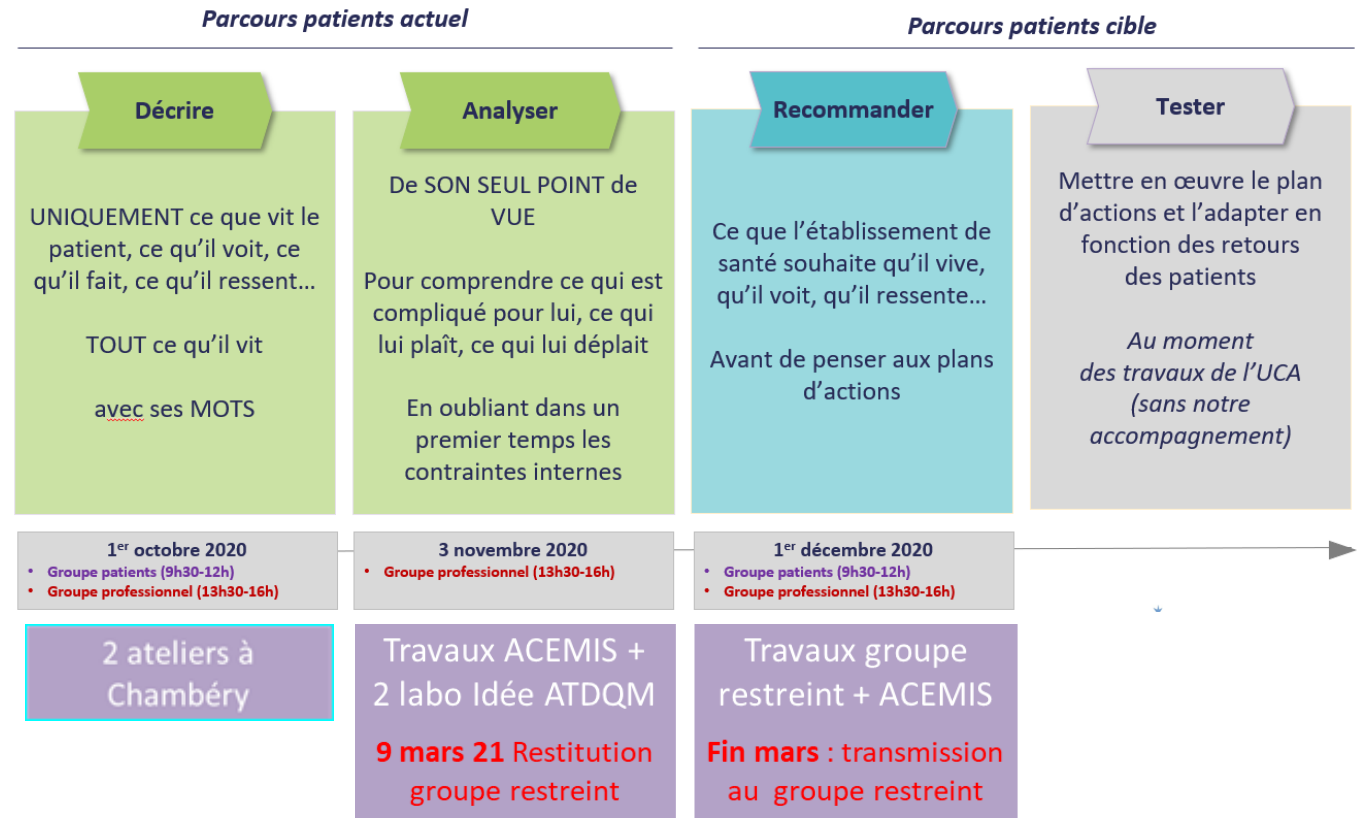 Parcours patients actuel
Parcours patients cible
Décrire
UNIQUEMENT ce que vit le
patient, ce qu’il voit, ce
qu’il fait, ce qu’il ressent…
TOUT ce qu’il vit
avec ses MOTS
Analyser
De SON SEUL POINT de
VUE
Pour comprendre ce qui est
compliqué pour lui, ce qui
lui plaît, ce qui lui déplait
En oubliant dans un
premier temps les
contraintes internes
Recommander
Ce que l’établissement de
santé souhaite qu’il vive,
qu’il voit, qu’il ressente…
Avant de penser aux plans
d’actions
Tester
Mettre en œuvre le plan
d’actions et l’adapter en
fonction des retours
des patients
Au moment
des travaux de l’UCA
(sans notre
accompagnement)
1er octobre 2020
• Groupe patients (9h30-12h)
• Groupe professionnel (13h30-16h)
3 novembre 2020
• Groupe professionnel (13h30-16h)
1er décembre 2020
• Groupe patients (9h30-12h)
• Groupe professionnel (13h30-16h)
2 ateliers à
Chambéry
Travaux ACEMIS +
2 labo Idée ATDQM
9 mars 21 Restitution
groupe restreint
Travaux groupe
restreint + ACEMIS
Fin mars : transmission
au groupe restreint